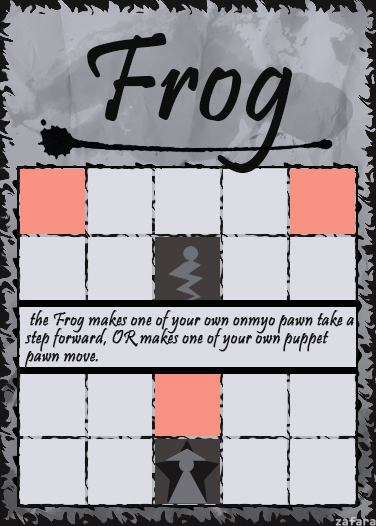 Frog
the Frog makes one of your own onmyo pawn take a
step forward, OR makes one of your own puppet
pawn move.
zafara